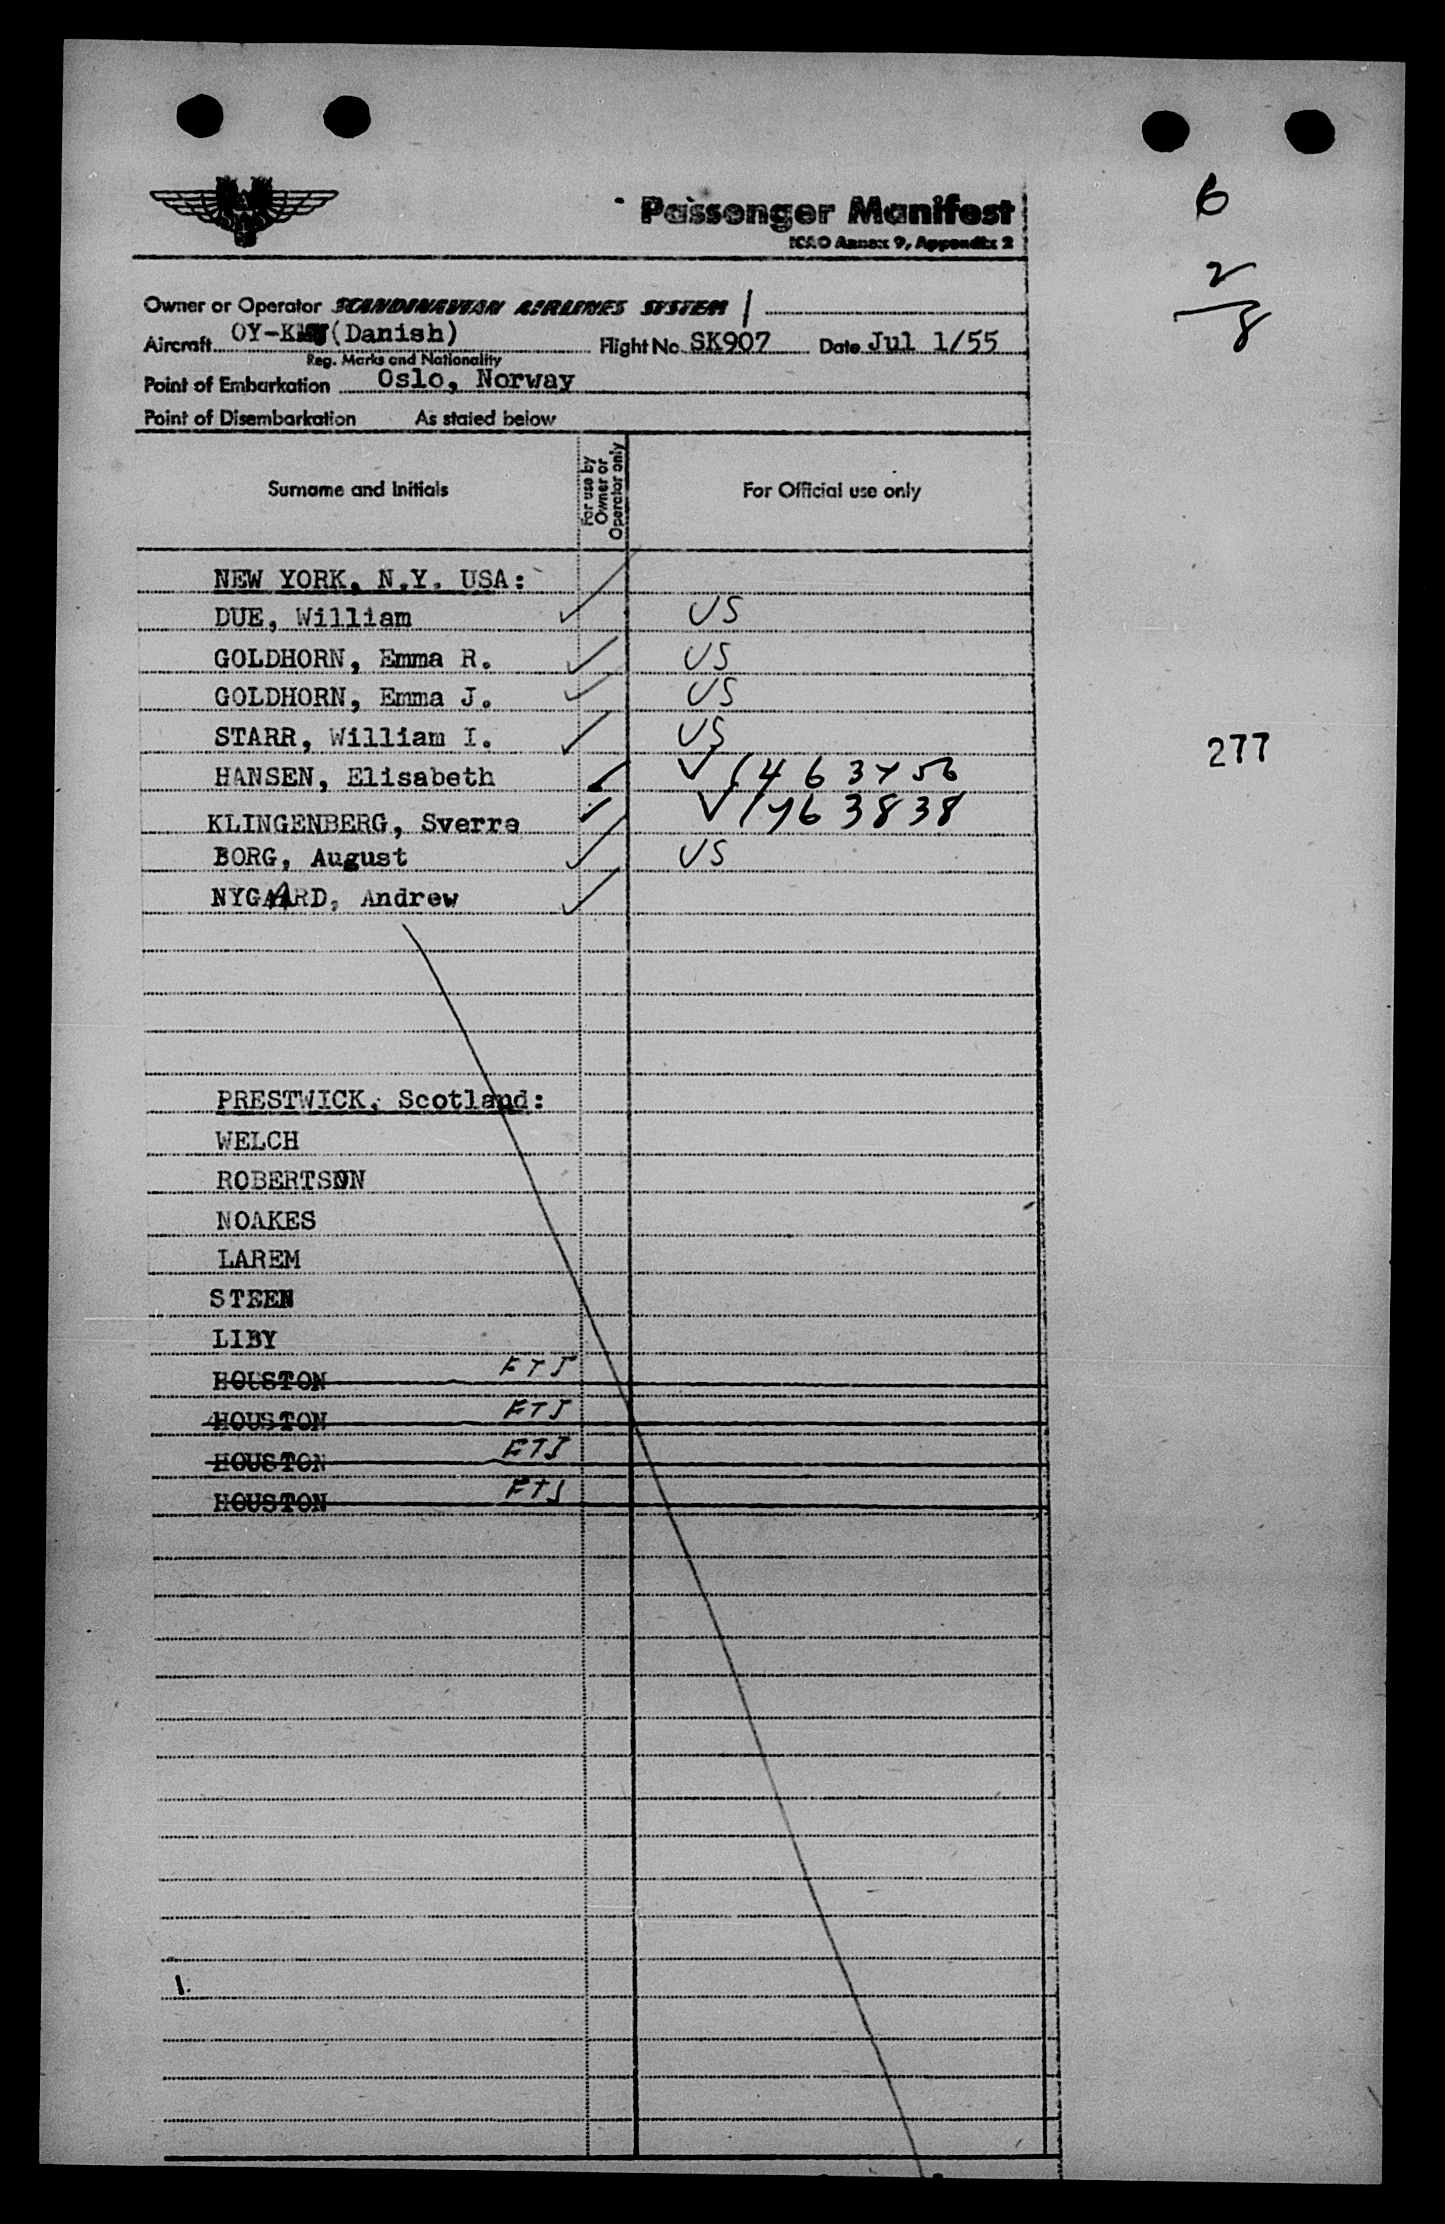 Passenger Manifest
ICAO Annex 9, Appendix 2
6
2
8
Owner or Operator SCANDINAVIAN AIRLINES SYSTEM
Aircraft (Danish) Flight No. SK907 Date Jul 1/55
Reg. Marks and Nationality
Point of Embarkation Oslo, Norway
Point of Disembarkation As stated below
Surname and Initials For use by Owner or Operator only For Official use only
NEW YORK, N.Y. USA:
DUE, William US
GOLDHORN, Emma R. US
GOLDHORN, Emma J. US
STARR, William I. US
277
HANSEN, Elisabeth
KLINGENBERG, Sverre
BORG, August US
NYGAARD, Andrew
PRESTWICK, Scotland:
WELCH
ROBERTSON
NOAKES
LAREM
STEEN
LIBY
HOUSTON FTJ
HOUSTON FTJ
HOUSTON FTJ
HOUSTON FTJ